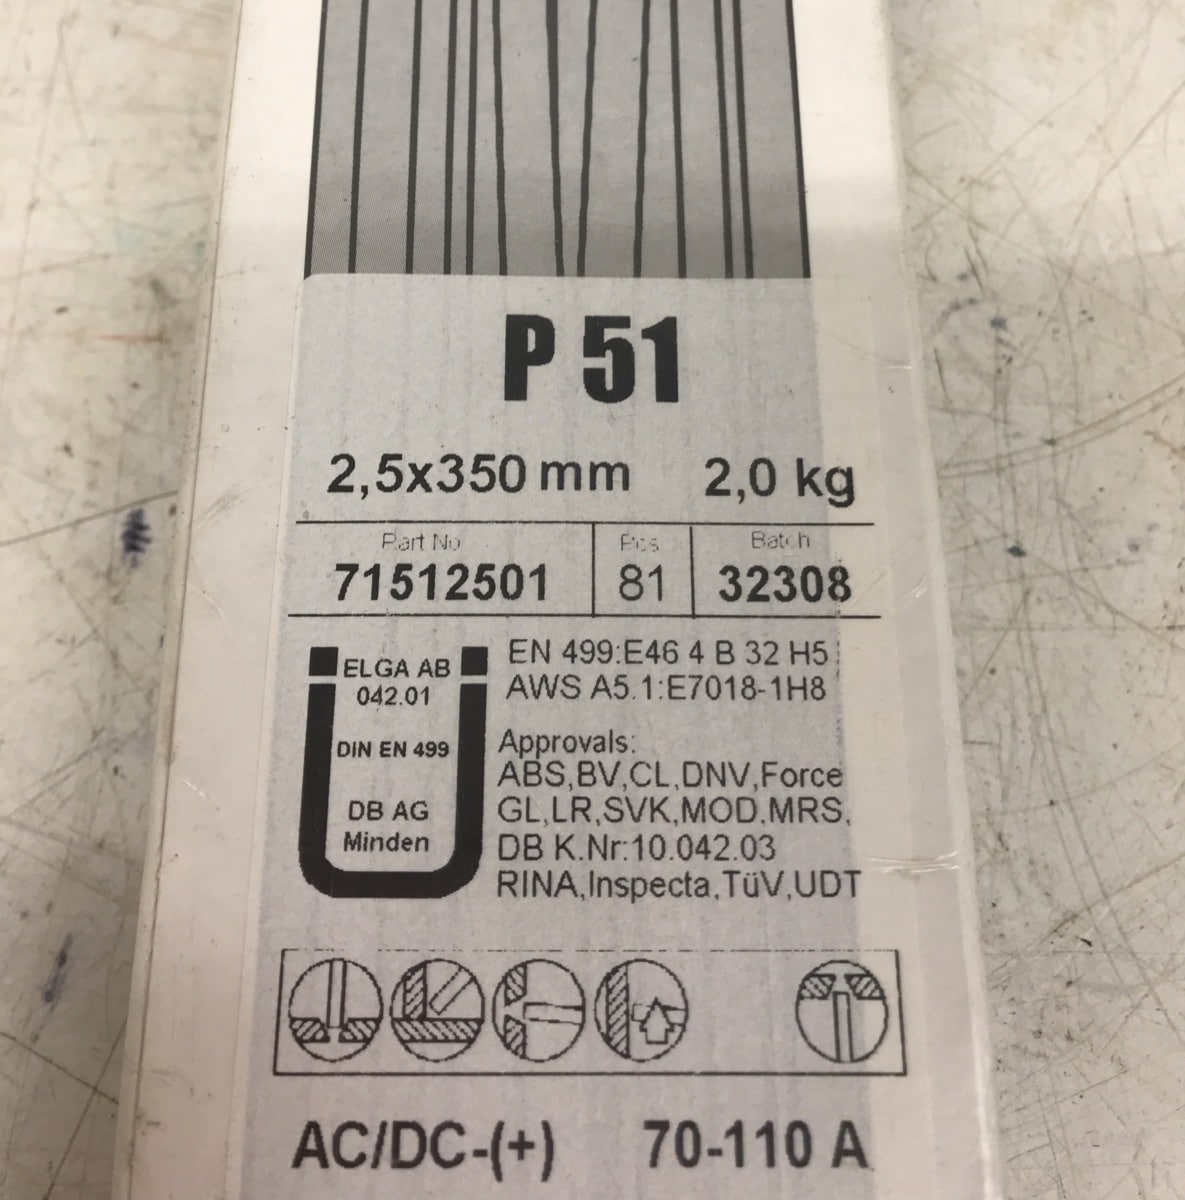 P 51
2,5x350 mm 2,0 kg
Part No Pcs Batch
71512501 81 32308
ELGA AB
042.01
DIN EN 499
DB AG
Minden
EN 499:E46 4 B 32 H5
AWS A5.1:E7018-1H8
Approvals:
ABS,BV,CL,DNV,Force
GL,LR,SVK,MOD,MRS,
DB K.Nr:10.042.03
RINA,Inspecta,TüV,UDT
AC/DC-(+) 70-110 A